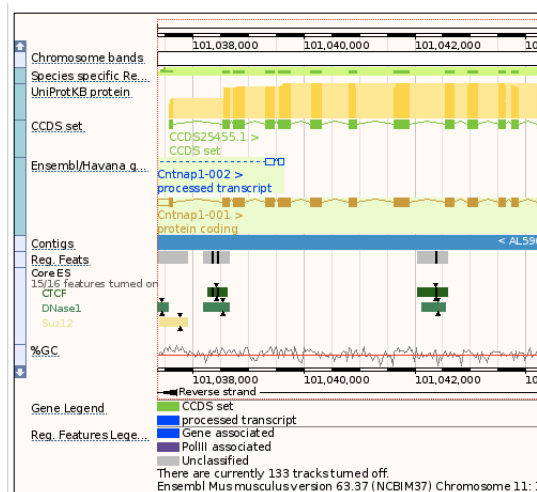 101,038,000 101,040,000 101,042,000 10
Chromosome bands
Species specific Re...
UniProtKB protein
CCDS set
CCDS25455.1 >
CCDS set
Ensembl/Havana g...
Cntnap1-002 >
processed transcript
Cntnap1-001 >
protein coding
Contigs
< AL590
Reg. Feats
Core ES
15/16 features turned on
CTCF
DNase1
Suz12
%GC
101,038,000 101,040,000 101,042,000 10
Reverse strand
Gene Legend
CCDS set
processed transcript
Reg. Features Lege...
Gene associated
PolIII associated
Unclassified
There are currently 133 tracks turned off.
Ensembl Mus musculus version 63.37 (NCBIM37) Chromosome 11: